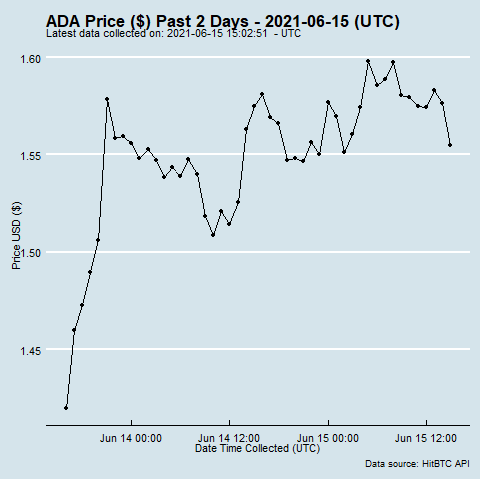 ADA Price ($) Past 2 Days - 2021-06-15 (UTC)
Latest data collected on: 2021-06-15 15:02:51  - UTC
1.60
1.55
1.50
1.45
Price USD ($)
Jun 14 00:00
Jun 14 12:00
Jun 15 00:00
Jun 15 12:00
Date Time Collected (UTC)
Data source: HitBTC API